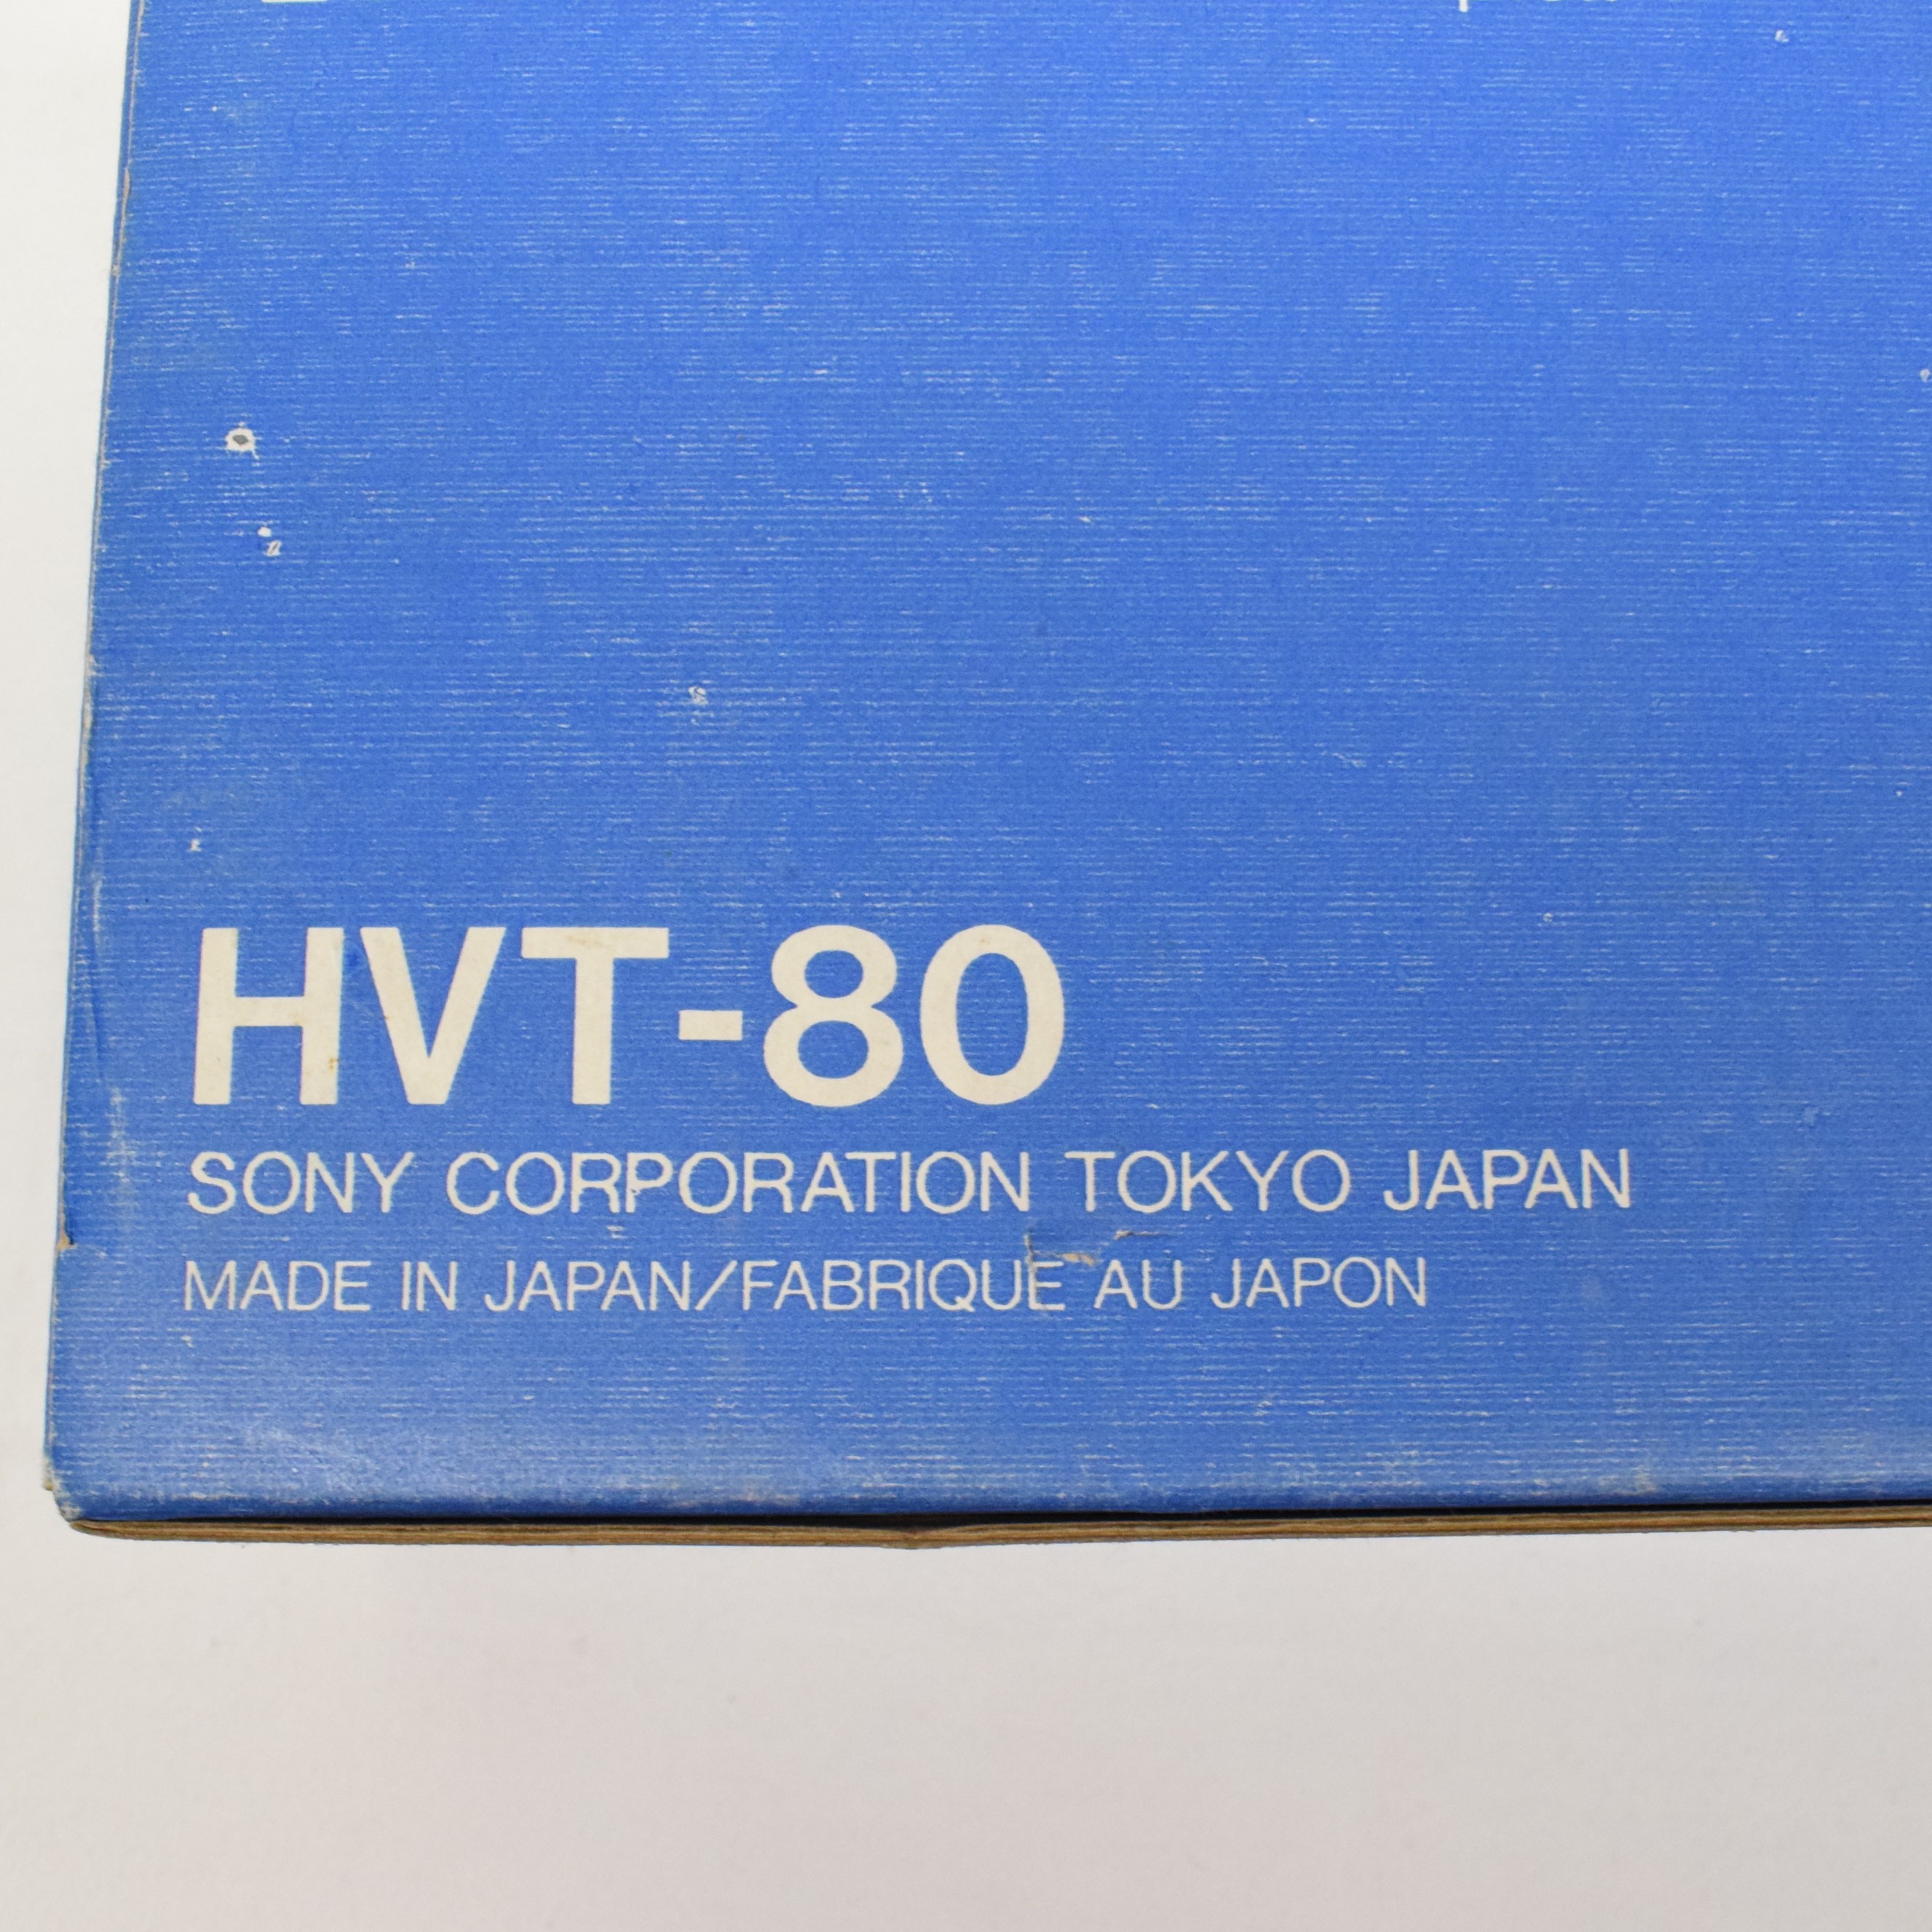 HVT-80
SONY CORPORATION TOKYO JAPAN
MADE IN JAPAN/FABRIQUE AU JAPON